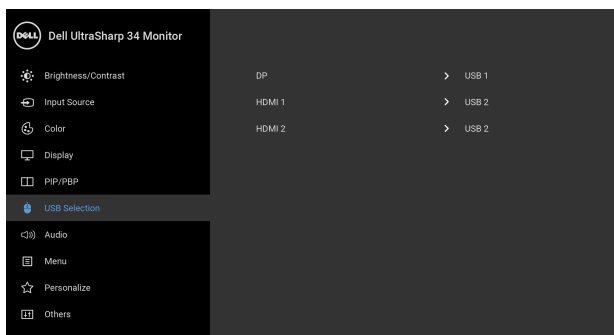 DELL Dell UltraSharp 34 Monitor
Brightness/Contrast DP USB 1
Input Source HDMI 1 USB 2
Color HDMI 2 USB 2
Display
PIP/PBP
USB Selection
Audio
Menu
Personalize
Others